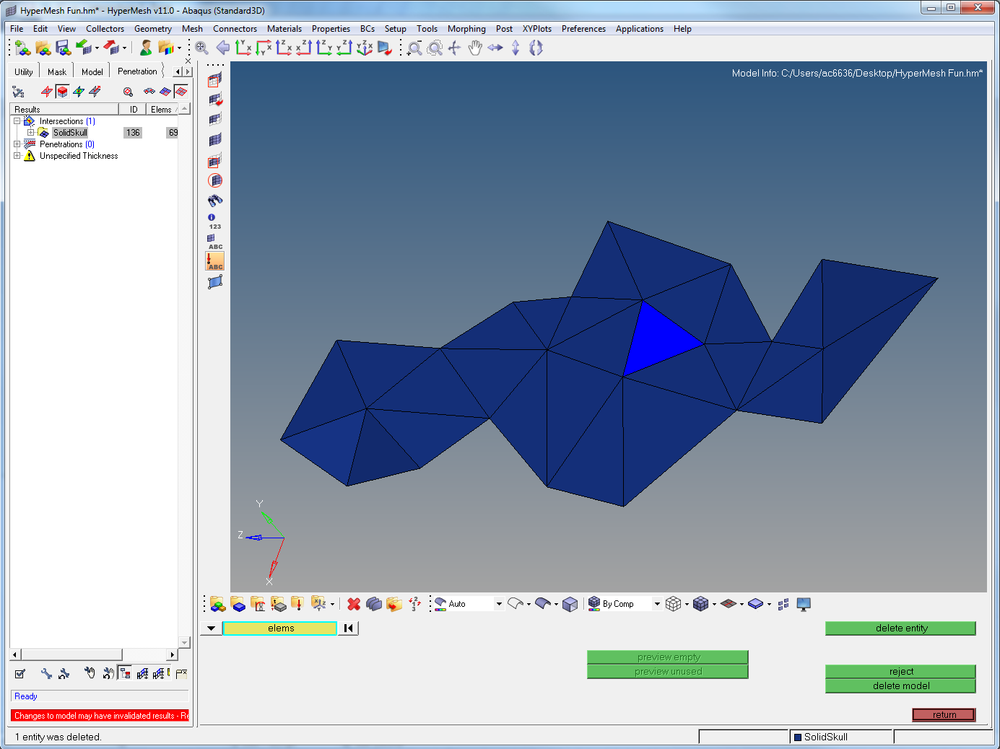 HyperMesh Fun.hm* - HyperMesh v11.0 - Abaqus (Standard3D)
File Edit View Collectors Geometry Mesh Connectors Materials Properties BCs Setup Tools Morphing Post XYPlots Preferences Applications Help
Utility Mask Model Penetration
Model Info: C:/Users/ac6636/Desktop/HyperMesh Fun.hm*
Results ID Elems
Intersections (1)
SolidSkull 136 69
Penetrations (0)
Unspecified Thickness
123
ABC
ABC
Y
Z
X
Auto By Comp
elems
delete entity
preview empty
preview unused
reject
delete model
return
Ready
Changes to model may have invalidated results - Re
1 entity was deleted.
SolidSkull